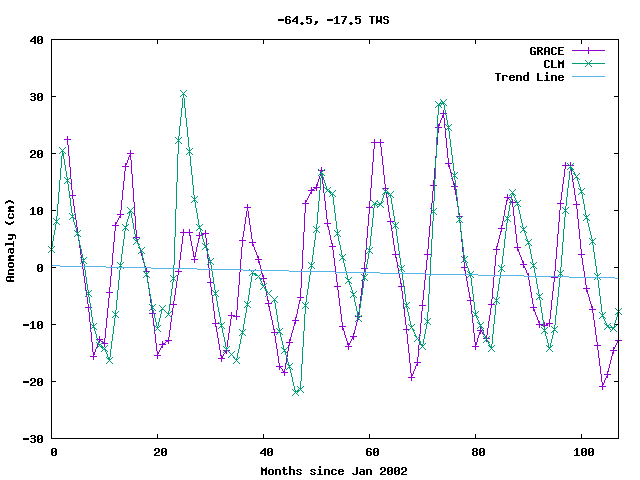 -64.5, -17.5 TWS
GRACE
CLM
Trend Line
40
30
20
10
0
-10
-20
-30
Anomaly (cm)
0 20 40 60 80 100
Months since Jan 2002